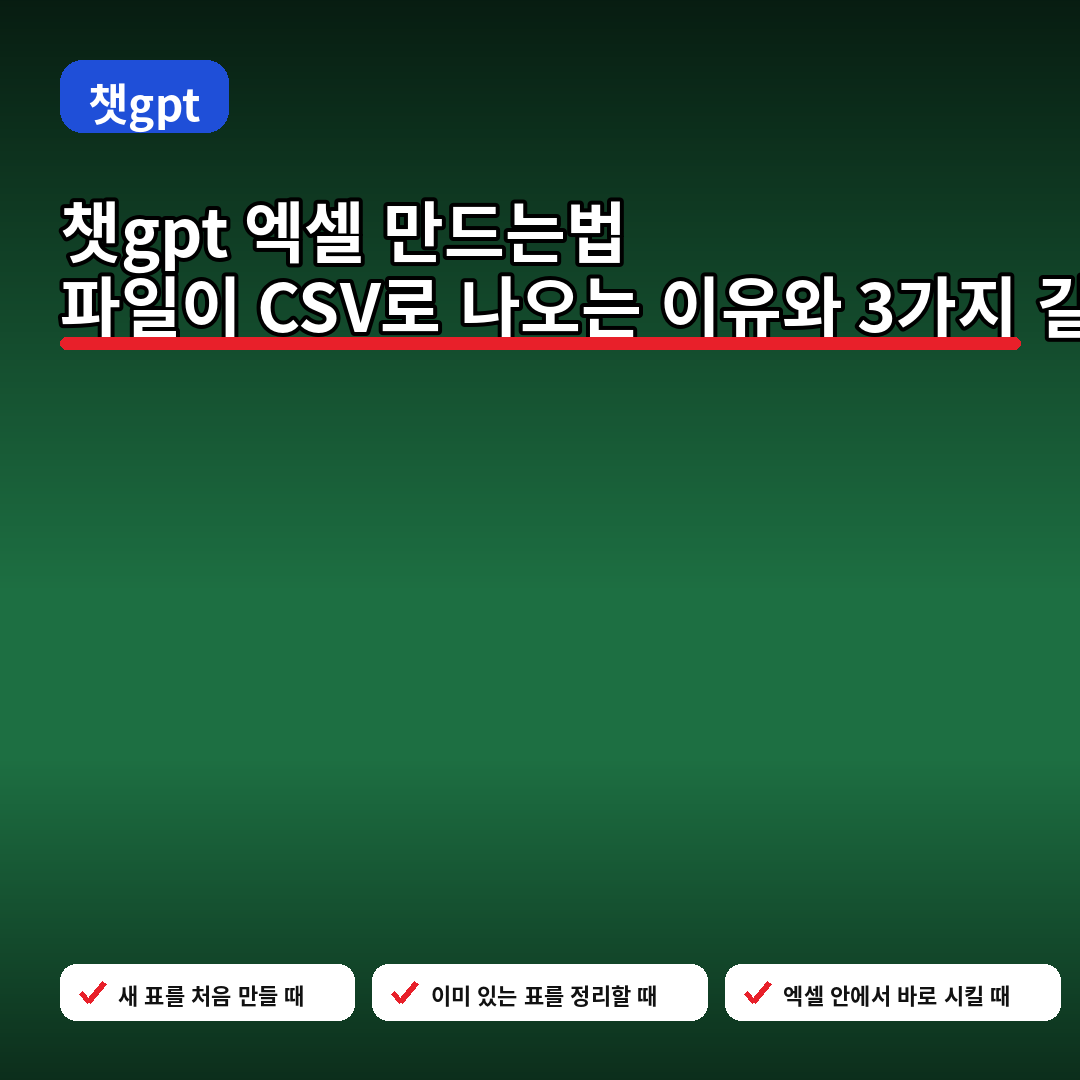 챗gpt
챗gpt 엑셀 만드는법
파일이 CSV로 나오는 이유와 3가지 길
새 표를 처음 만들 때
이미 있는 표를 정리할 때
엑셀 안에서 바로 시킬 때